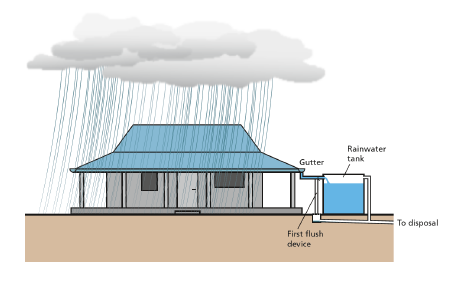 Rainwater
tank
Gutter
To disposal
First flush
device